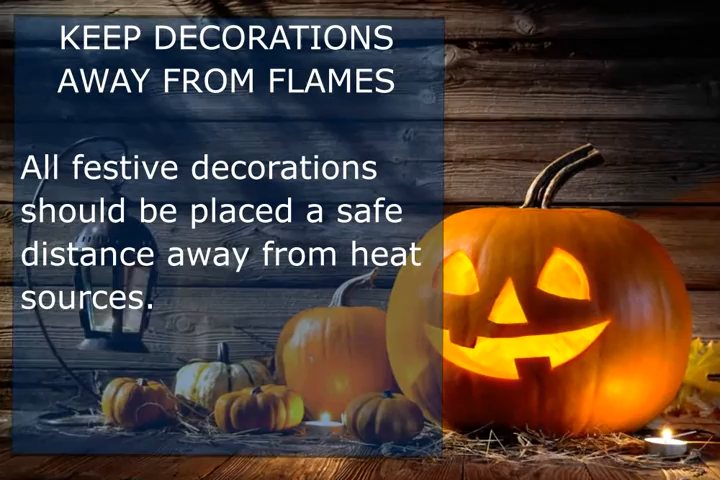 KEEP DECORATIONS
AWAY FROM FLAMES
All festive decorations
should be placed a safe
distance away from heat
sources.